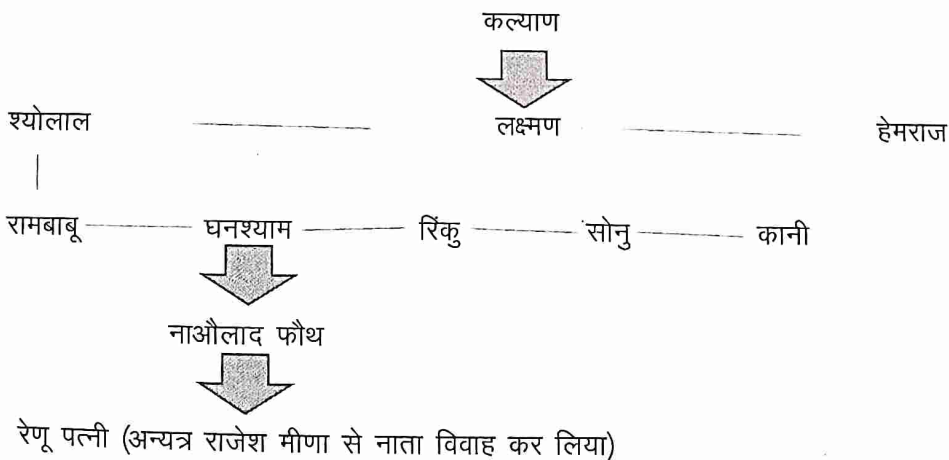 कल्याण
श्योलाल लक्ष्मण हेमराज
रामबाबू घनश्याम रिंकु सोनु कानी
नाऔलाद फौथ
रेणू पत्नी (अन्यत्र राजेश मीणा से नाता विवाह कर लिया)